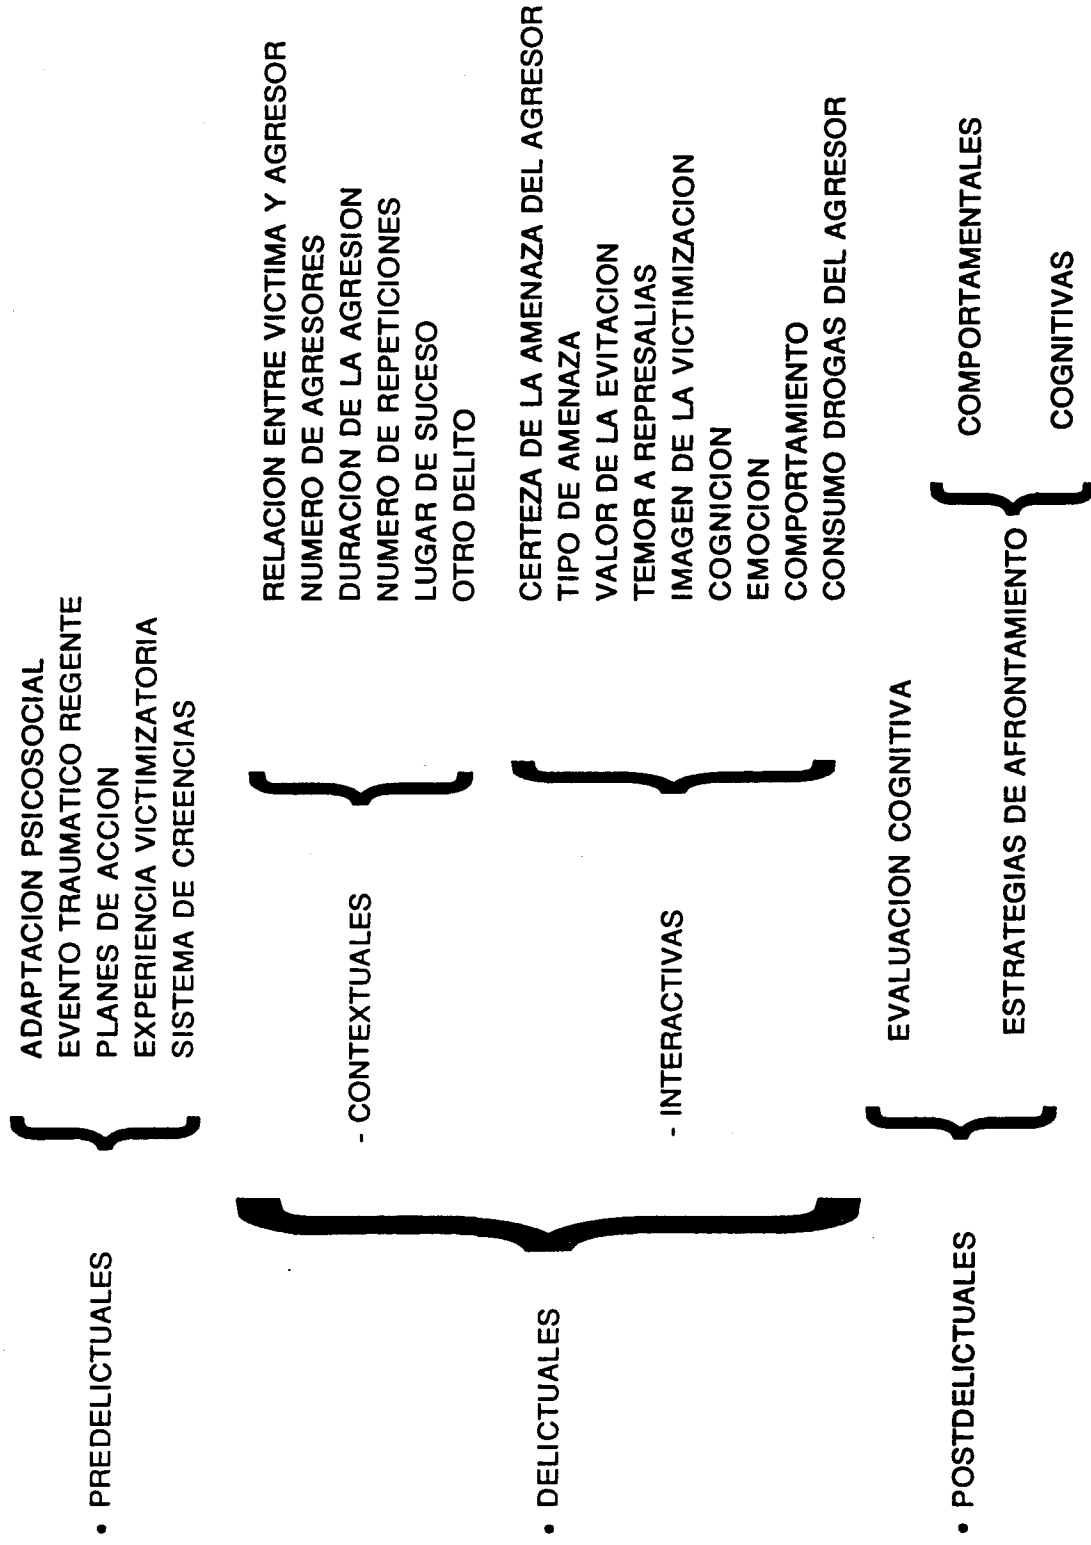 • PREDELICTUALES
ADAPTACION PSICOSOCIAL
EVENTO TRAUMATICO REGENTE
PLANES DE ACCION
EXPERIENCIA VICTIMIZATORIA
SISTEMA DE CREENCIAS
• DELICTUALES
- CONTEXTUALES
RELACION ENTRE VICTIMA Y AGRESOR
NUMERO DE AGRESORES
DURACION DE LA AGRESION
NUMERO DE REPETICIONES
LUGAR DE SUCESO
OTRO DELITO
- INTERACTIVAS
CERTEZA DE LA AMENAZA DEL AGRESOR
TIPO DE AMENAZA
VALOR DE LA EVITACION
TEMOR A REPRESALIAS
IMAGEN DE LA VICTIMIZACION
COGNICION
EMOCION
COMPORTAMIENTO
CONSUMO DROGAS DEL AGRESOR
• POSTDELICTUALES
EVALUACION COGNITIVA
ESTRATEGIAS DE AFRONTAMIENTO
COMPORTAMENTALES
COGNITIVAS